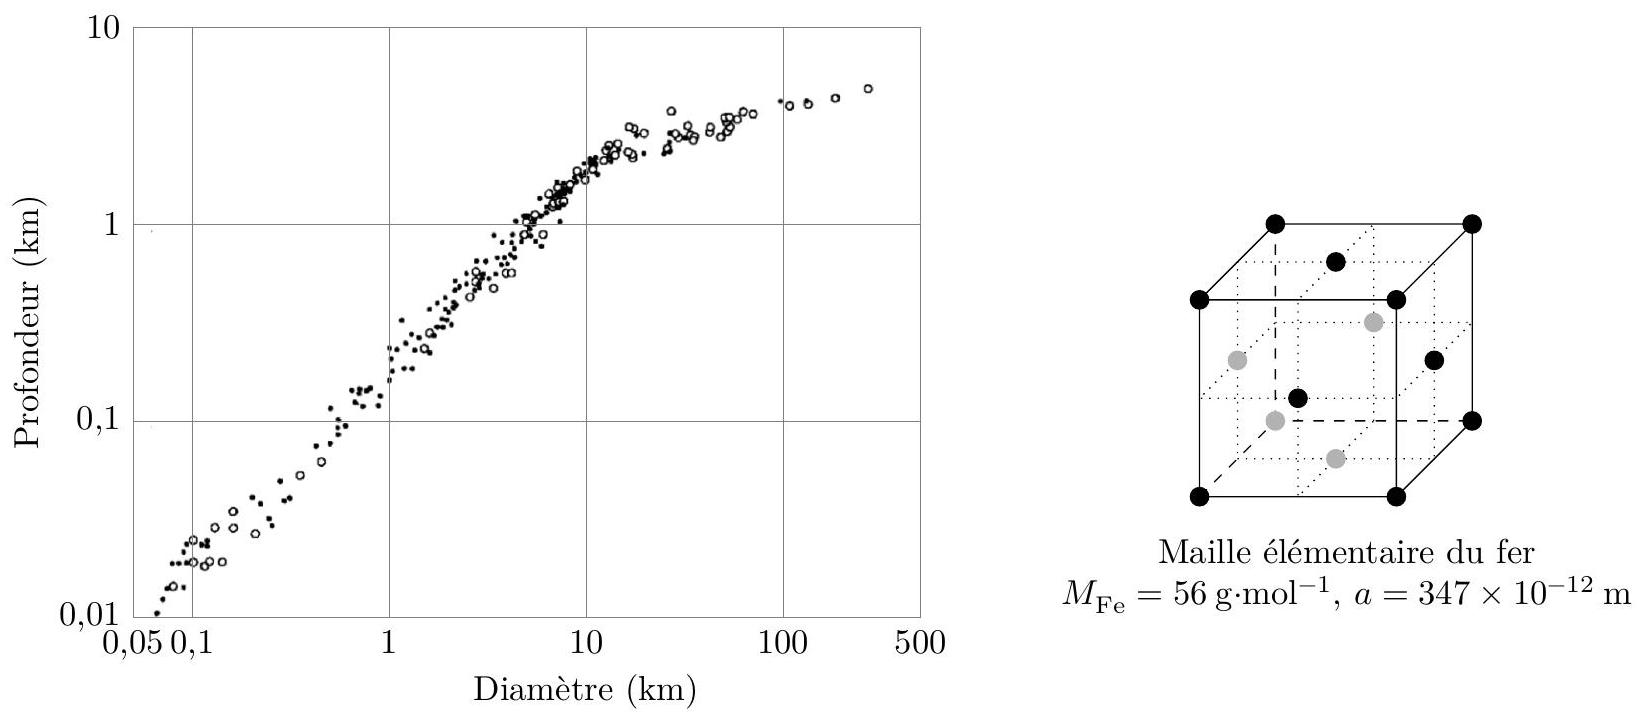 10
1
0,1
0,01
0,05 0,1 1 10 100 500
Profondeur (km)
Diamètre (km)
Maille élémentaire du fer
M_Fe = 56 g·mol⁻¹, a = 347 × 10⁻¹² m